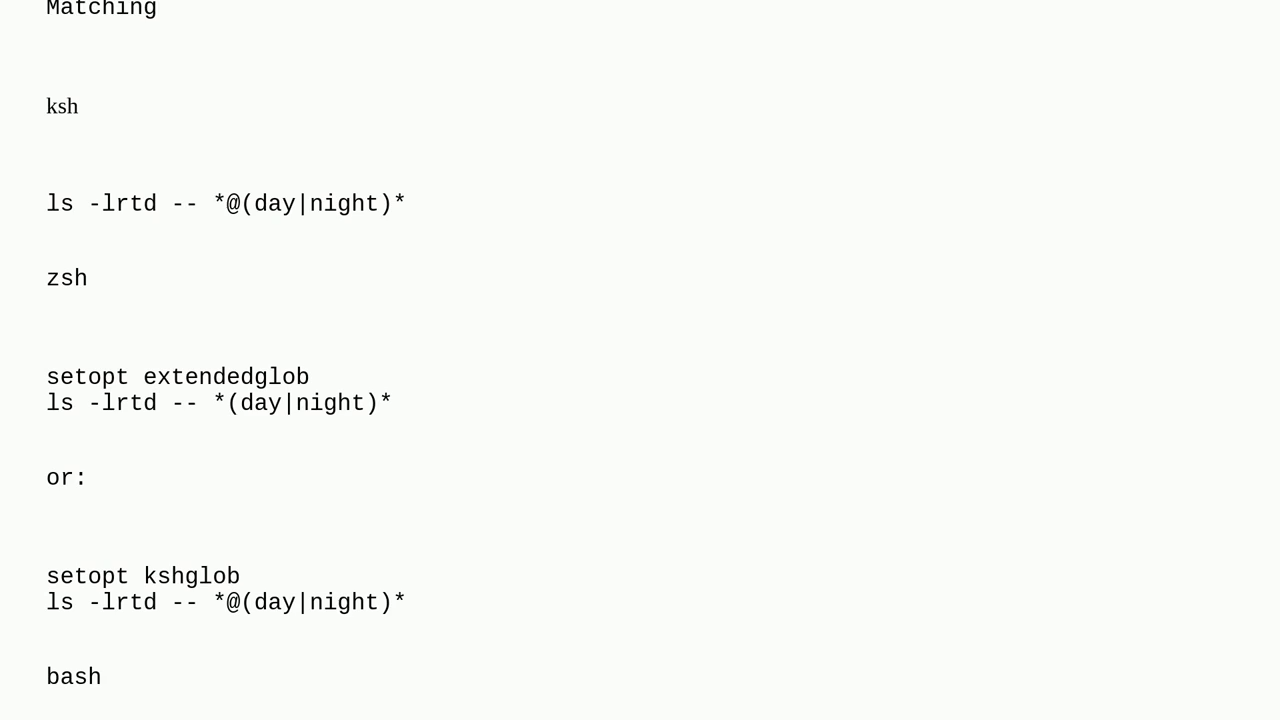 Matching
ksh
ls -lrtd -- *@(day|night)*
zsh
setopt extendedglob
ls -lrtd -- *(day|night)*
or:
setopt kshglob
ls -lrtd -- *@(day|night)*
bash